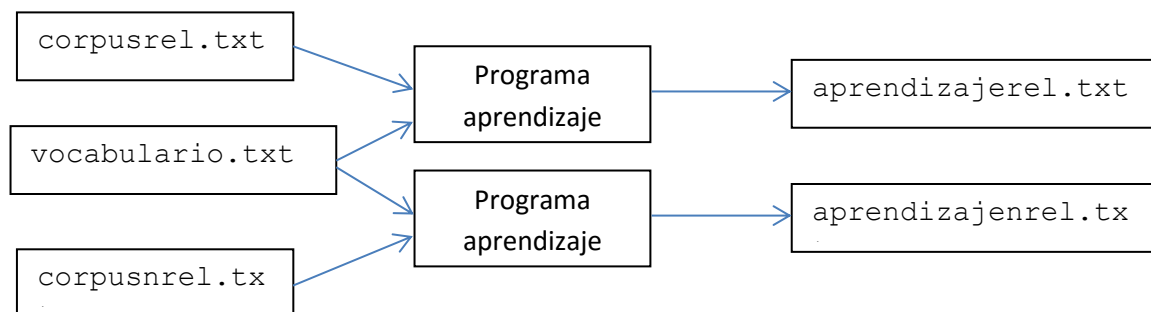 corpusrel.txt
Programa
aprendizaje
aprendizajerel.txt
vocabulario.txt
Programa
aprendizaje
aprendizajenrel.tx
corpusnrel.tx